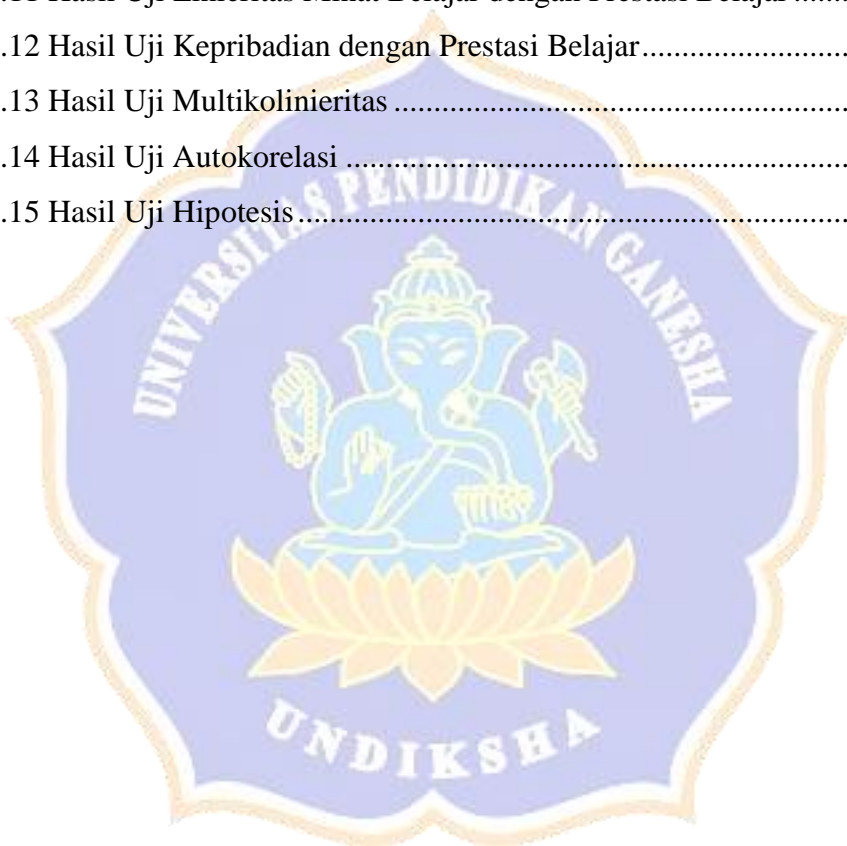 .11 Hasil Uji Linieritas Minat Belajar dengan Prestasi Belajar .......
.12 Hasil Uji Kepribadian dengan Prestasi Belajar..........................
.13 Hasil Uji Multikolinieritas .........................................................
.14 Hasil Uji Autokorelasi ...............................................................
.15 Hasil Uji Hipotesis.....................................................................
UNIVERSITAS PENDIDIKAN GANESHA
UNDIKSHA